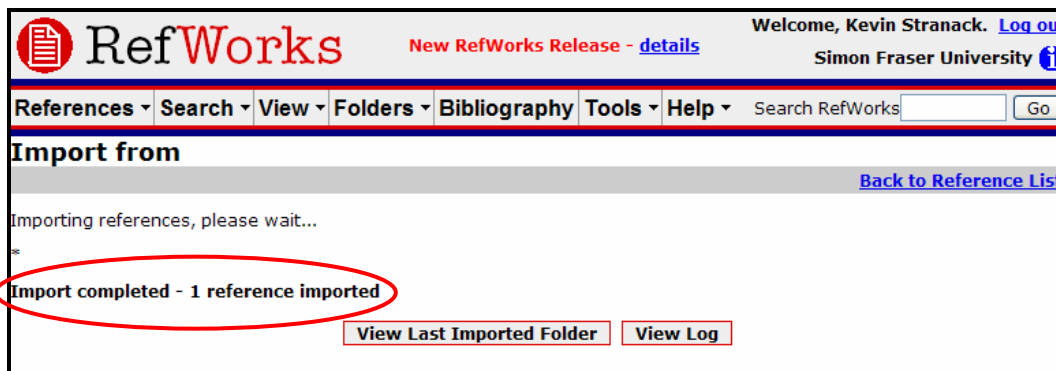 RefWorks
New RefWorks Release - details
Welcome, Kevin Stranack. Log ou
Simon Fraser University i
References Search View Folders Bibliography Tools Help Search RefWorks Go
Import from
Back to Reference List
Importing references, please wait...
*
Import completed - 1 reference imported
View Last Imported Folder View Log